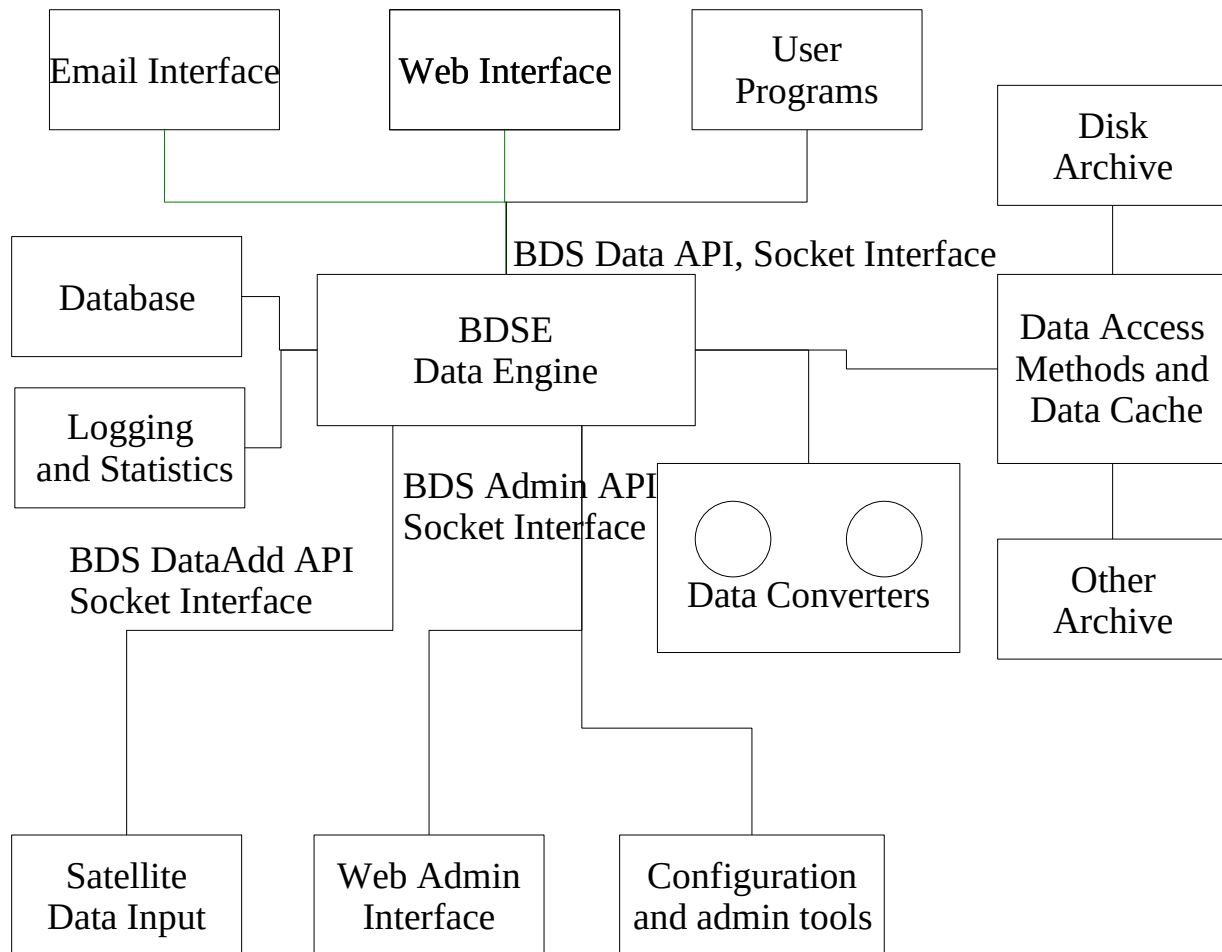 Email Interface
Web Interface
User
Programs
Disk
Archive
BDS Data API, Socket Interface
Database
BDSE
Data Engine
Data Access
Methods and
Data Cache
Logging
and Statistics
BDS Admin API
Socket Interface
BDS DataAdd API
Socket Interface
Data Converters
Other
Archive
Satellite
Data Input
Web Admin
Interface
Configuration
and admin tools